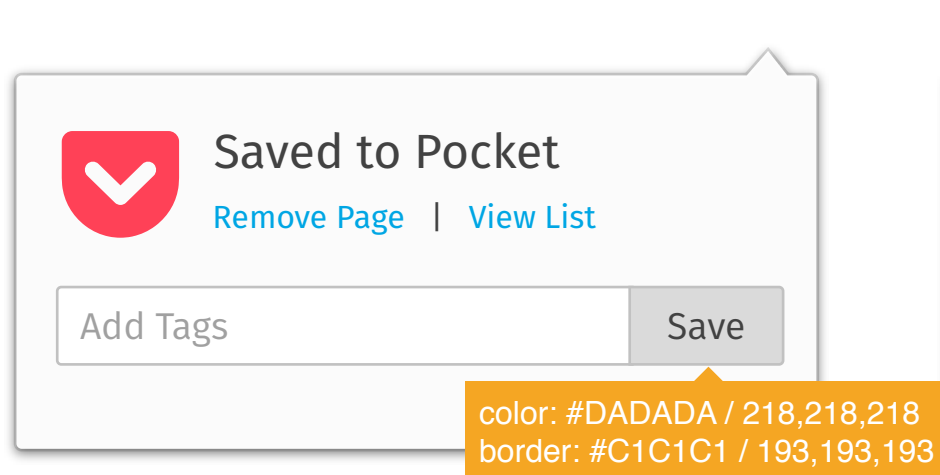 Saved to Pocket
Remove Page | View List
Add Tags
Save
color: #DADADA / 218,218,218
border: #C1C1C1 / 193,193,193